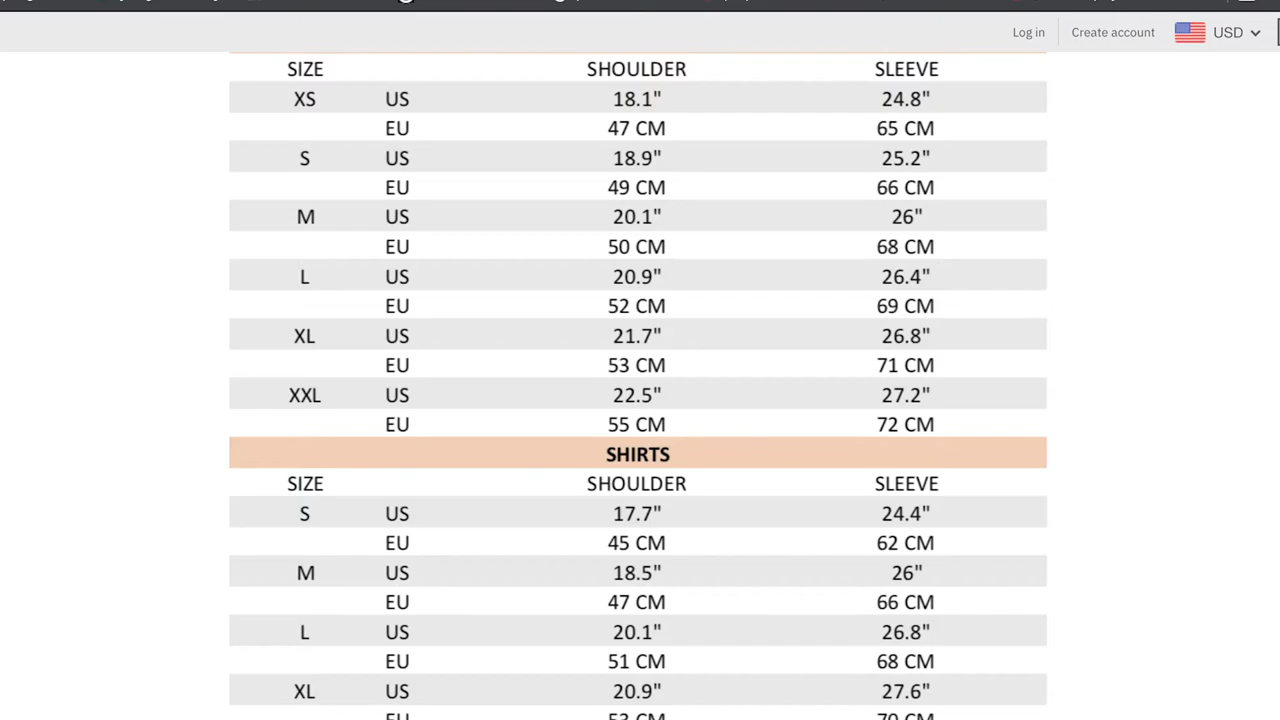 Log in Create account USD
SIZE SHOULDER SLEEVE
XS US 18.1" 24.8"
EU 47 CM 65 CM
S US 18.9" 25.2"
EU 49 CM 66 CM
M US 20.1" 26"
EU 50 CM 68 CM
L US 20.9" 26.4"
EU 52 CM 69 CM
XL US 21.7" 26.8"
EU 53 CM 71 CM
XXL US 22.5" 27.2"
EU 55 CM 72 CM
SHIRTS
SIZE SHOULDER SLEEVE
S US 17.7" 24.4"
EU 45 CM 62 CM
M US 18.5" 26"
EU 47 CM 66 CM
L US 20.1" 26.8"
EU 51 CM 68 CM
XL US 20.9" 27.6"
EU 53 CM 70 CM